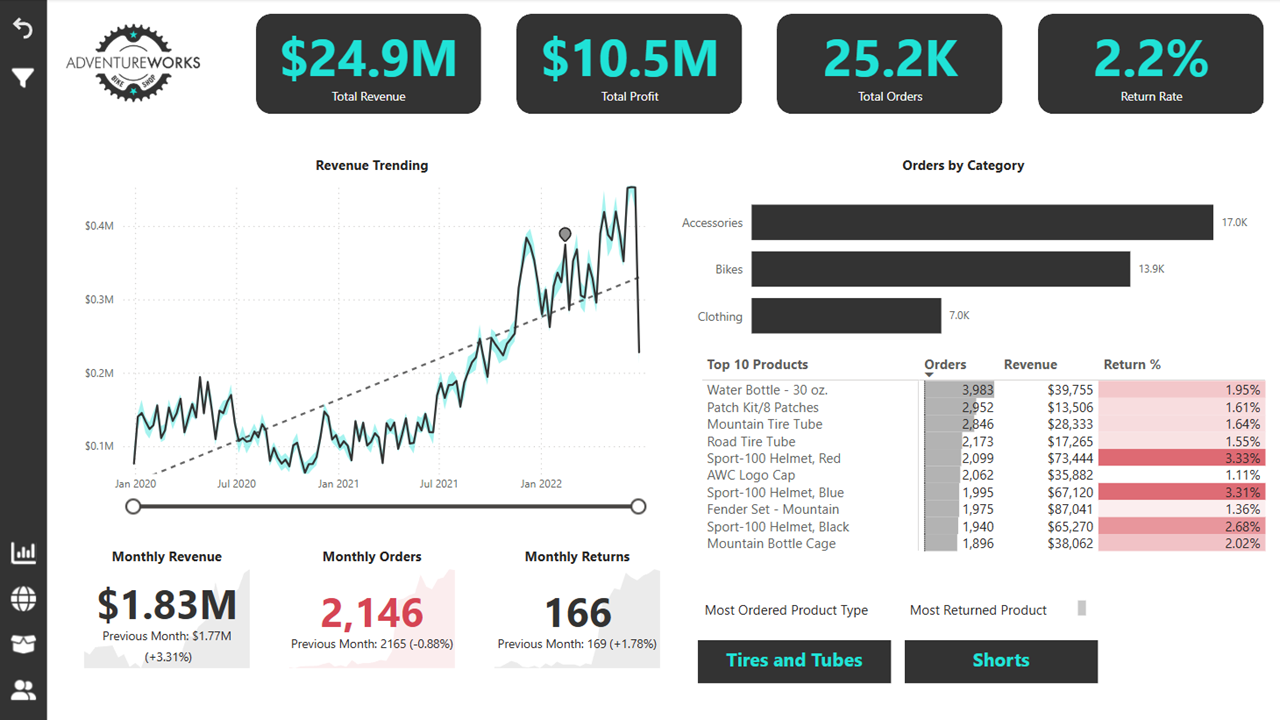 ADVENTUREWORKS
BIKE SHOP
$24.9M
Total Revenue
$10.5M
Total Profit
25.2K
Total Orders
2.2%
Return Rate
Revenue Trending
$0.4M
$0.3M
$0.2M
$0.1M
Jan 2020 Jul 2020 Jan 2021 Jul 2021 Jan 2022
Orders by Category
Accessories 17.0K
Bikes 13.9K
Clothing 7.0K
Top 10 Products Orders Revenue Return %
Water Bottle - 30 oz. 3,983 $39,755 1.95%
Patch Kit/8 Patches 2,952 $13,506 1.61%
Mountain Tire Tube 2,846 $28,333 1.64%
Road Tire Tube 2,173 $17,265 1.55%
Sport-100 Helmet, Red 2,099 $73,444 3.33%
AWC Logo Cap 2,062 $35,882 1.11%
Sport-100 Helmet, Blue 1,995 $67,120 3.31%
Fender Set - Mountain 1,975 $87,041 1.36%
Sport-100 Helmet, Black 1,940 $65,270 2.68%
Mountain Bottle Cage 1,896 $38,062 2.02%
Monthly Revenue
$1.83M
Previous Month: $1.77M
(+3.31%)
Monthly Orders
2,146
Previous Month: 2165 (-0.88%)
Monthly Returns
166
Previous Month: 169 (+1.78%)
Most Ordered Product Type
Tires and Tubes
Most Returned Product
Shorts